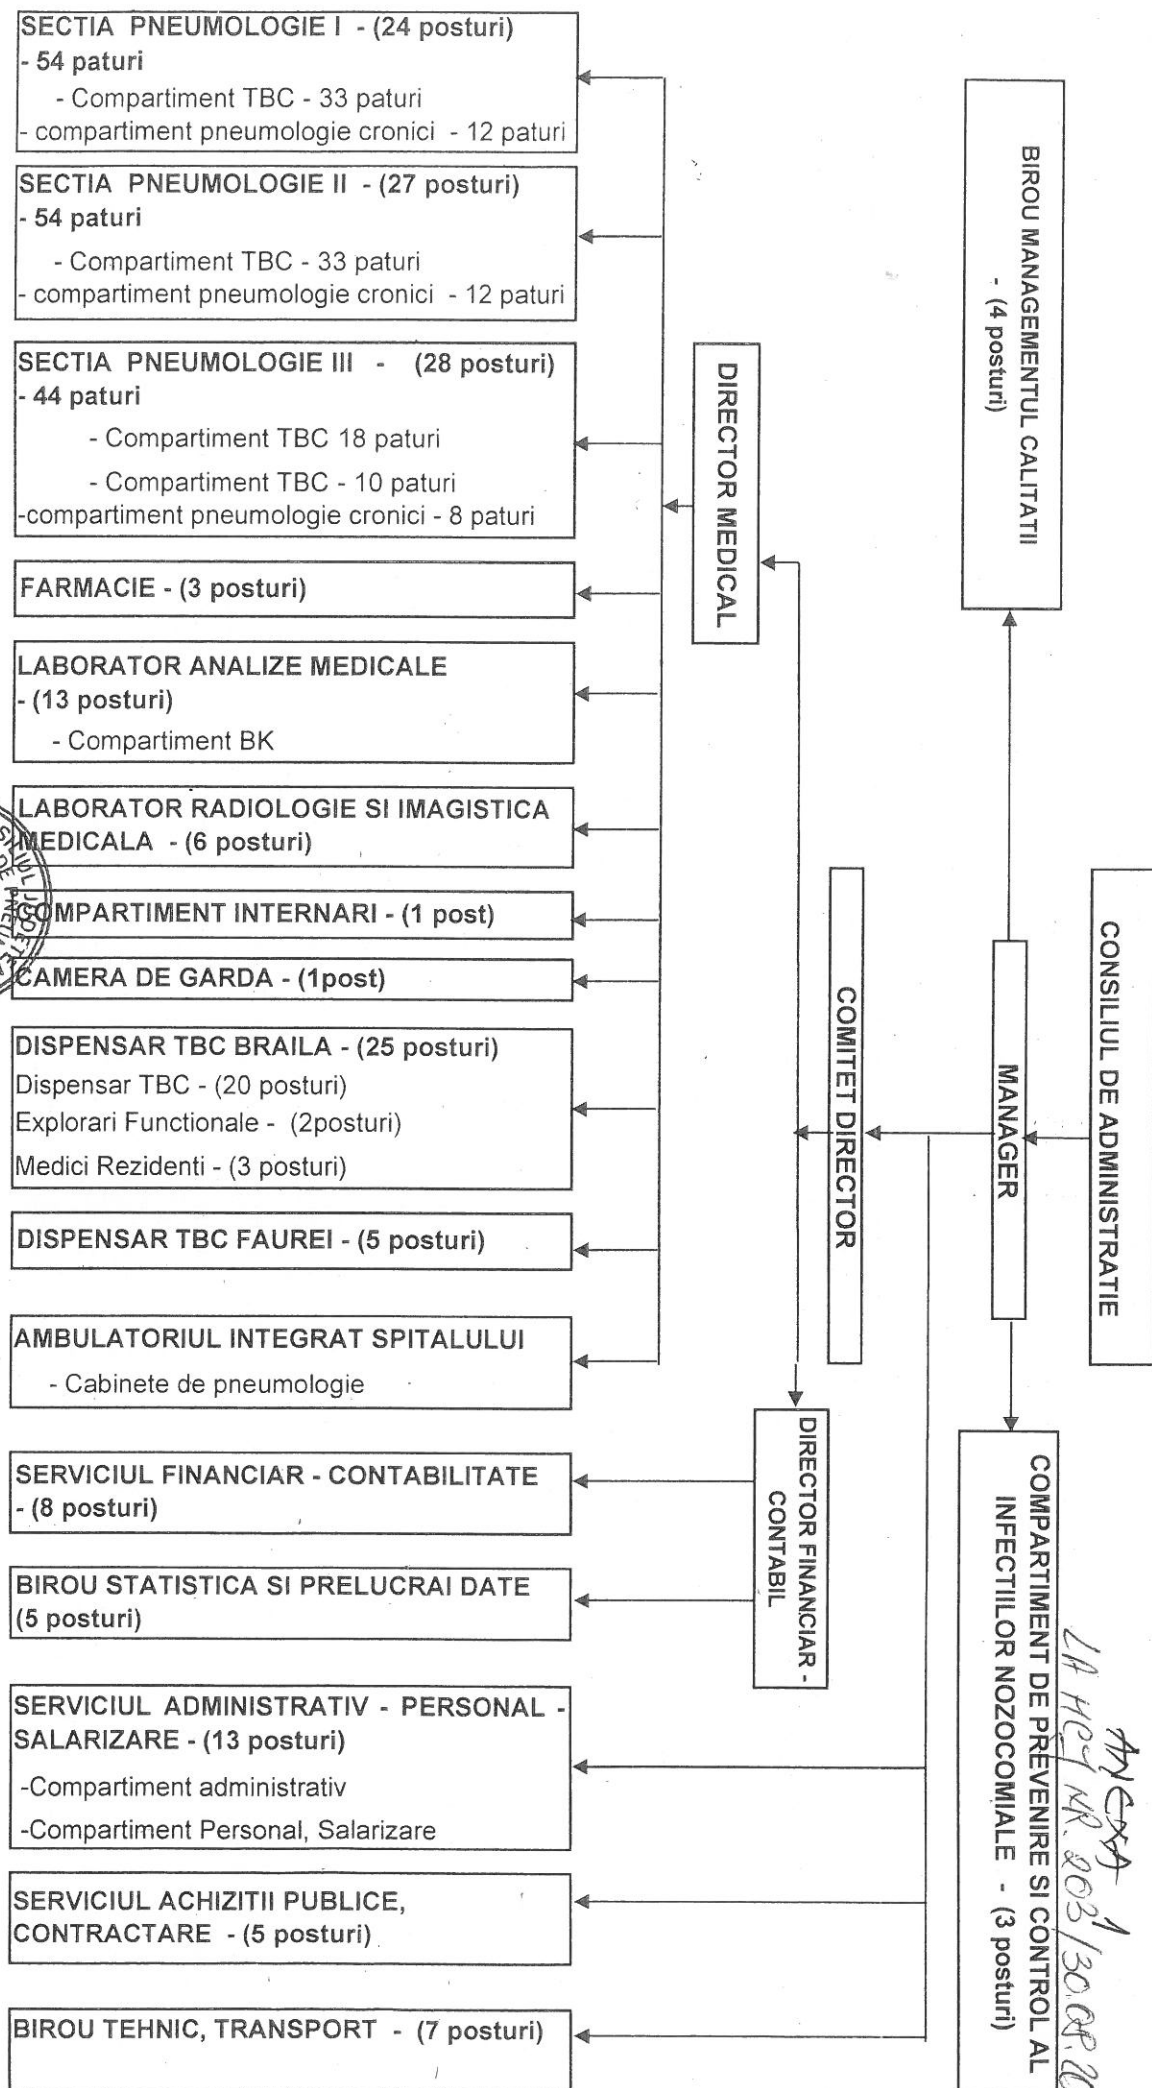 SECTIA PNEUMOLOGIE I - (24 posturi)
- 54 paturi
- Compartiment TBC - 33 paturi
- compartiment pneumologie cronici - 12 paturi
SECTIA PNEUMOLOGIE II - (27 posturi)
- 54 paturi
- Compartiment TBC - 33 paturi
- compartiment pneumologie cronici - 12 paturi
SECTIA PNEUMOLOGIE III - (28 posturi)
- 44 paturi
- Compartiment TBC 18 paturi
- Compartiment TBC - 10 paturi
-compartiment pneumologie cronici - 8 paturi
FARMACIE - (3 posturi)
LABORATOR ANALIZE MEDICALE
- (13 posturi)
- Compartiment BK
LABORATOR RADIOLOGIE SI IMAGISTICA
MEDICALA - (6 posturi)
COMPARTIMENT INTERNARI - (1 post)
CAMERA DE GARDA - (1post)
DISPENSAR TBC BRAILA - (25 posturi)
Dispensar TBC - (20 posturi)
Explorari Functionale - (2posturi)
Medici Rezidenti - (3 posturi)
DISPENSAR TBC FAUREI - (5 posturi)
AMBULATORIUL INTEGRAT SPITALULUI
- Cabinete de pneumologie
SERVICIUL FINANCIAR - CONTABILITATE
- (8 posturi)
BIROU STATISTICA SI PRELUCRAI DATE
(5 posturi)
SERVICIUL ADMINISTRATIV - PERSONAL -
SALARIZARE - (13 posturi)
-Compartiment administrativ
-Compartiment Personal, Salarizare
SERVICIUL ACHIZITII PUBLICE,
CONTRACTARE - (5 posturi)
BIROU TEHNIC, TRANSPORT - (7 posturi)
DIRECTOR MEDICAL
DIRECTOR FINANCIAR -
CONTABIL
COMITET DIRECTOR
BIROU MANAGEMENTUL CALITATII
- (4 posturi)
MANAGER
COMPARTIMENT DE PREVENIRE SI CONTROL AL
INFECTIILOR NOZOCOMIALE - (3 posturi)
CONSILIUL DE ADMINISTRATIE
ANEXA 1
LA HCJ NR. 203/30.